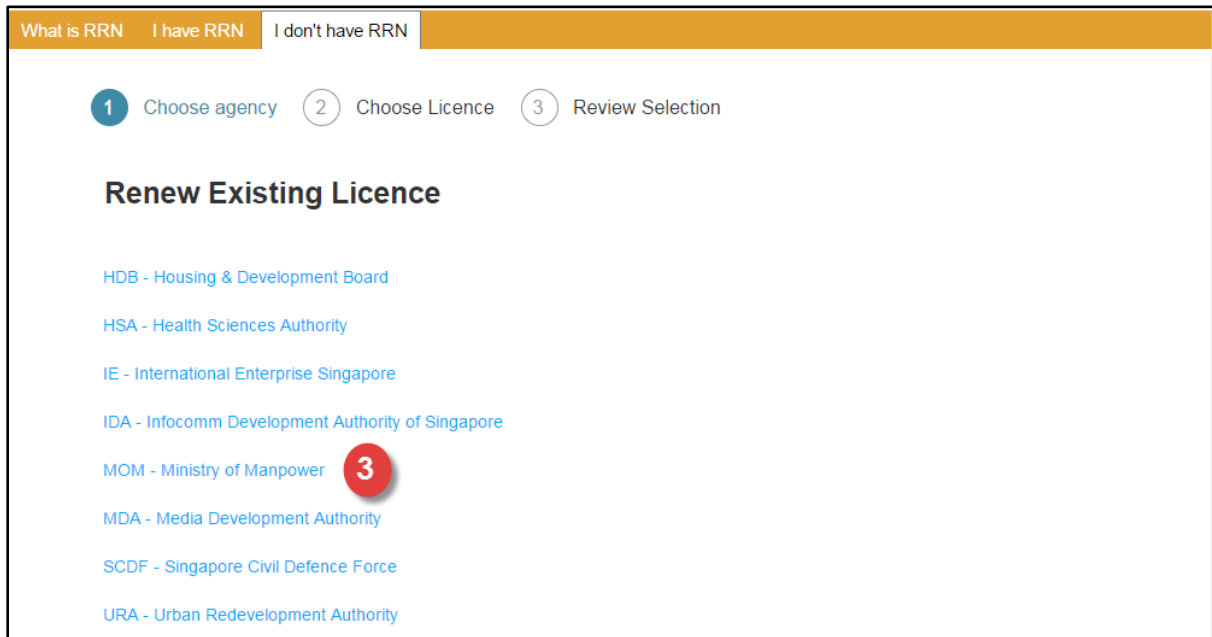 What is RRN I have RRN I don't have RRN
1 Choose agency 2 Choose Licence 3 Review Selection
Renew Existing Licence
HDB - Housing & Development Board
HSA - Health Sciences Authority
IE - International Enterprise Singapore
IDA - Infocomm Development Authority of Singapore
MOM - Ministry of Manpower 3
MDA - Media Development Authority
SCDF - Singapore Civil Defence Force
URA - Urban Redevelopment Authority